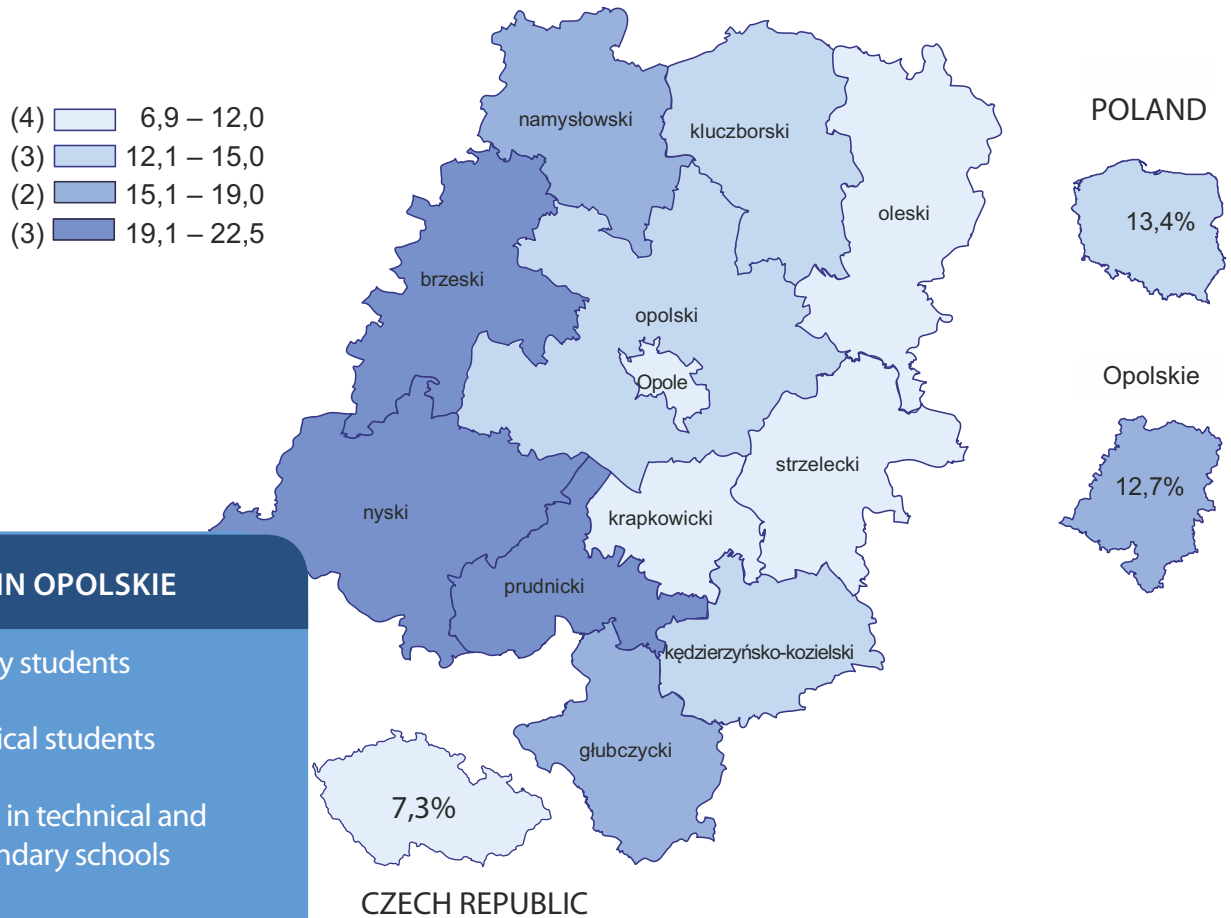 (4) 6,9 – 12,0
(3) 12,1 – 15,0
(2) 15,1 – 19,0
(3) 19,1 – 22,5
namysłowski
kluczborski
oleski
brzeski
opolski
Opole
strzelecki
nyski
krapkowicki
prudnicki
kędzierzyńsko-kozielski
głubczycki
POLAND
13,4%
Opolskie
12,7%
7,3%
CZECH REPUBLIC
IN OPOLSKIE
y students
ical students
in technical and
ndary schools